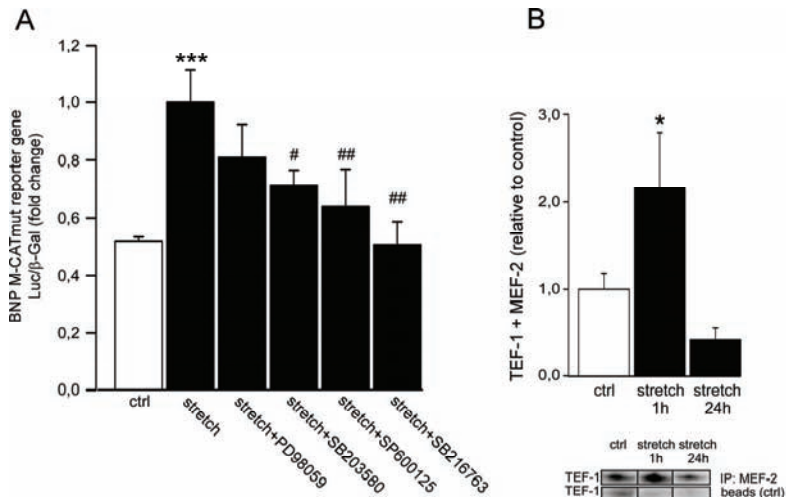 A
BNP M-CATmut reporter gene
Luc/β-Gal (fold change)
1,2
1,0
0,8
0,6
0,4
0,2
0,0
***
#
##
##
ctrl
stretch
stretch+PD98059
stretch+SB203580
stretch+SP600125
stretch+SB216763
B
TEF-1 + MEF-2 (relative to control)
3,0
2,0
1,0
0,0
*
ctrl
stretch
1h
stretch
24h
ctrl
stretch
1h
stretch
24h
TEF-1
IP: MEF-2
TEF-1
beads (ctrl)